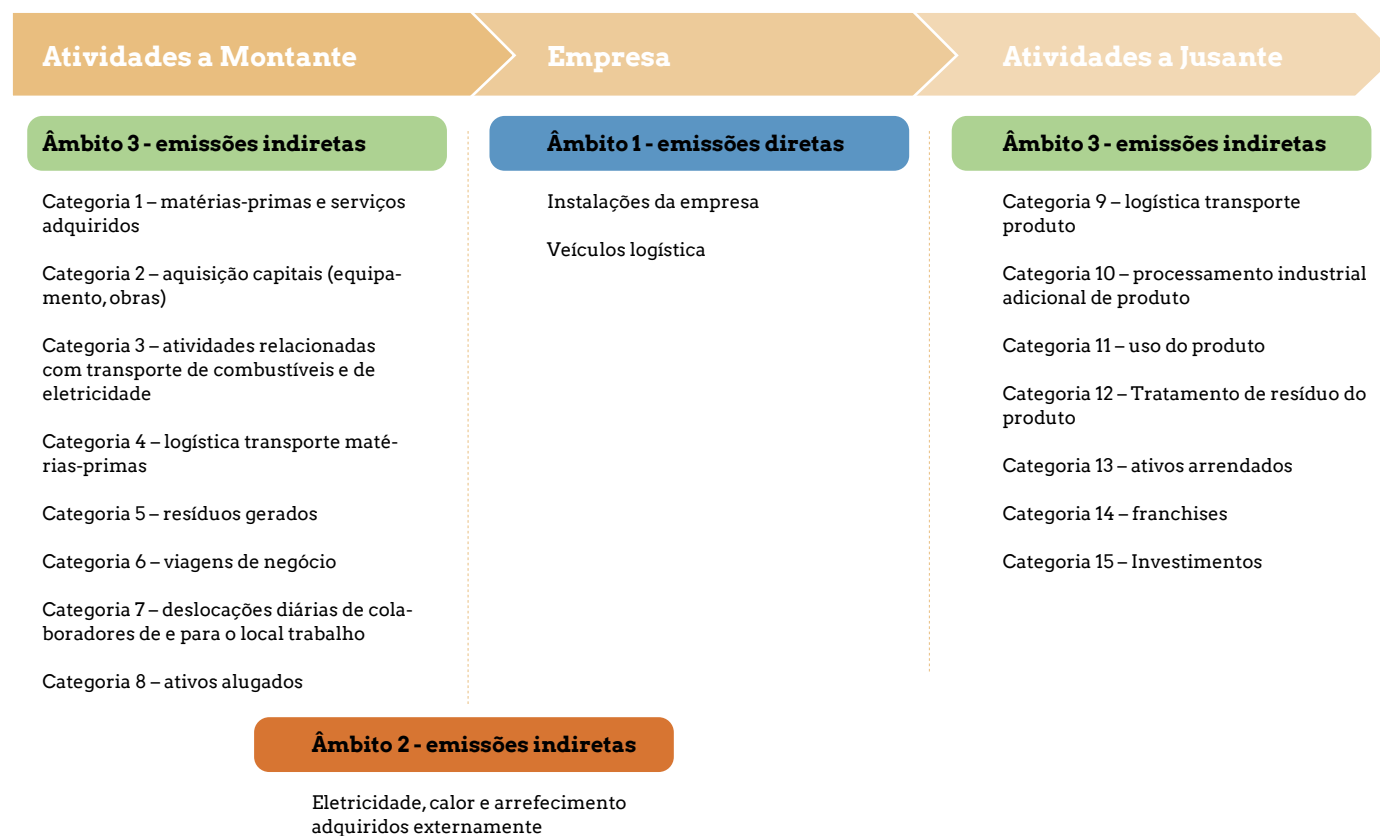 Atividades a Montante
Empresa
Atividades a Jusante
Âmbito 3 - emissões indiretas
Categoria 1 – matérias-primas e serviços
adquiridos
Categoria 2 – aquisição capitais (equipa-
mento, obras)
Categoria 3 – atividades relacionadas
com transporte de combustíveis e de
eletricidade
Categoria 4 – logística transporte maté-
rias-primas
Categoria 5 – resíduos gerados
Categoria 6 – viagens de negócio
Categoria 7 – deslocações diárias de cola-
boradores de e para o local trabalho
Categoria 8 – ativos alugados
Âmbito 1 - emissões diretas
Instalações da empresa
Veículos logística
Âmbito 3 - emissões indiretas
Categoria 9 – logística transporte
produto
Categoria 10 – processamento industrial
adicional de produto
Categoria 11 – uso do produto
Categoria 12 – Tratamento de resíduo do
produto
Categoria 13 – ativos arrendados
Categoria 14 – franchises
Categoria 15 – Investimentos
Âmbito 2 - emissões indiretas
Eletricidade, calor e arrefecimento
adquiridos externamente